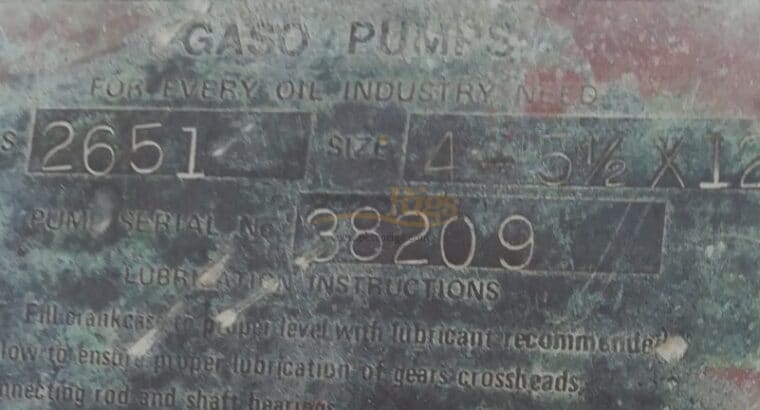 GASO PUMPS
FOR EVERY OIL INDUSTRY NEED
S 2651 SIZE 4 - 5 1/2 X 12
PUMP SERIAL No. 38209
LUBRICATION INSTRUCTIONS
Fill crankcase to proper level with lubricant recommended
low to ensure proper lubrication of gears crossheads,
nnecting rod and shaft bearings.